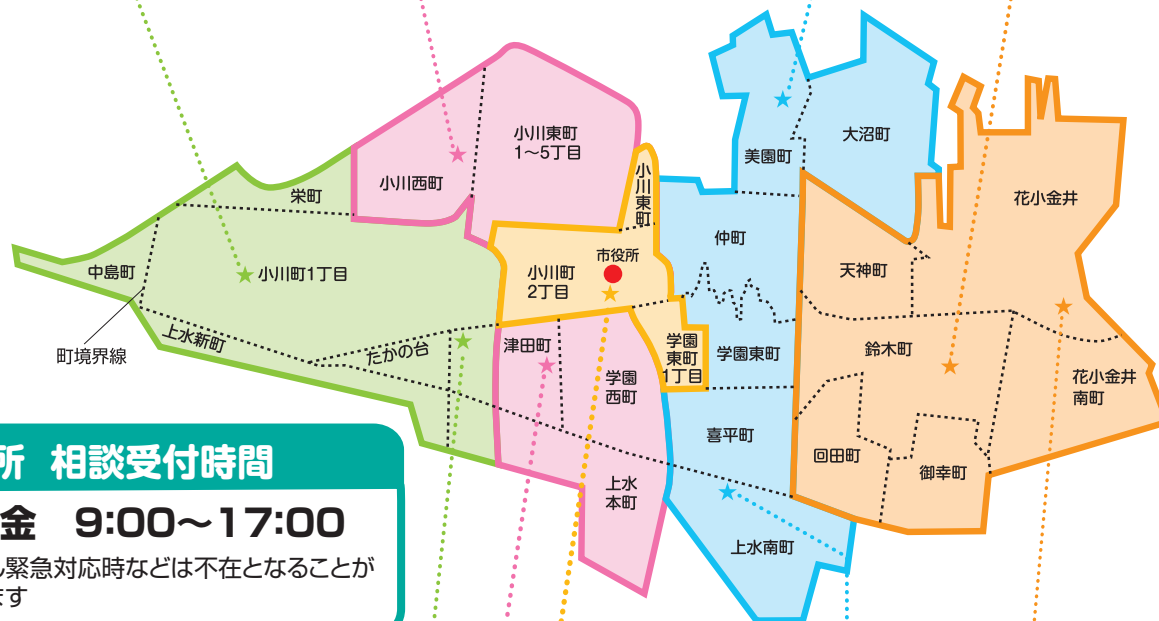 小川東町
1〜5丁目
小川西町
栄町
中島町
小川町1丁目
町境界線
上水新町
たかの台
小川東町
市役所
小川町
2丁目
学園
東町
1丁目
津田町
学園
西町
上水
本町
美園町
大沼町
仲町
学園東町
喜平町
上水南町
花小金井
天神町
鈴木町
花小金井
南町
回田町
御幸町
所 相談受付時間
金 9:00〜17:00
緊急対応時などは不在となることが
ます